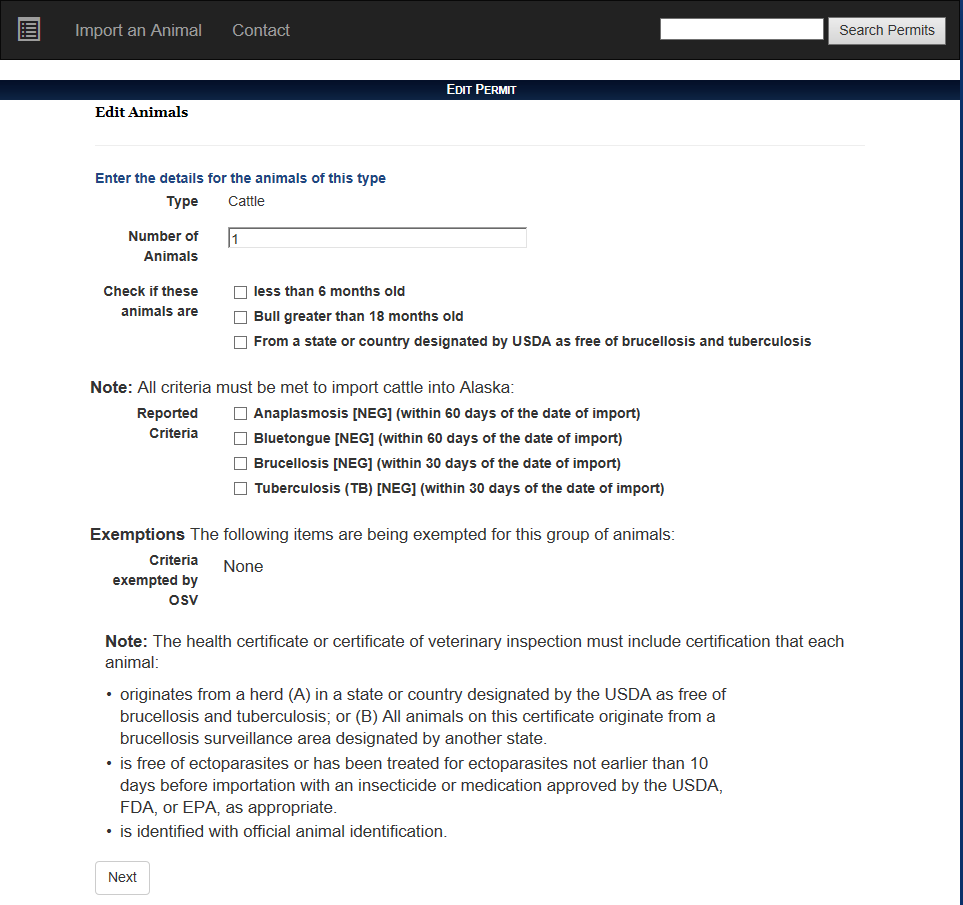 Import an Animal Contact Search Permits
EDIT PERMIT
Edit Animals
Enter the details for the animals of this type
Type Cattle
Number of Animals 1
Check if these animals are
less than 6 months old
Bull greater than 18 months old
From a state or country designated by USDA as free of brucellosis and tuberculosis
Note: All criteria must be met to import cattle into Alaska:
Reported Criteria
Anaplasmosis [NEG] (within 60 days of the date of import)
Bluetongue [NEG] (within 60 days of the date of import)
Brucellosis [NEG] (within 30 days of the date of import)
Tuberculosis (TB) [NEG] (within 30 days of the date of import)
Exemptions The following items are being exempted for this group of animals:
Criteria exempted by OSV
None
Note: The health certificate or certificate of veterinary inspection must include certification that each
animal:
• originates from a herd (A) in a state or country designated by the USDA as free of
brucellosis and tuberculosis; or (B) All animals on this certificate originate from a
brucellosis surveillance area designated by another state.
• is free of ectoparasites or has been treated for ectoparasites not earlier than 10
days before importation with an insecticide or medication approved by the USDA,
FDA, or EPA, as appropriate.
• is identified with official animal identification.
Next